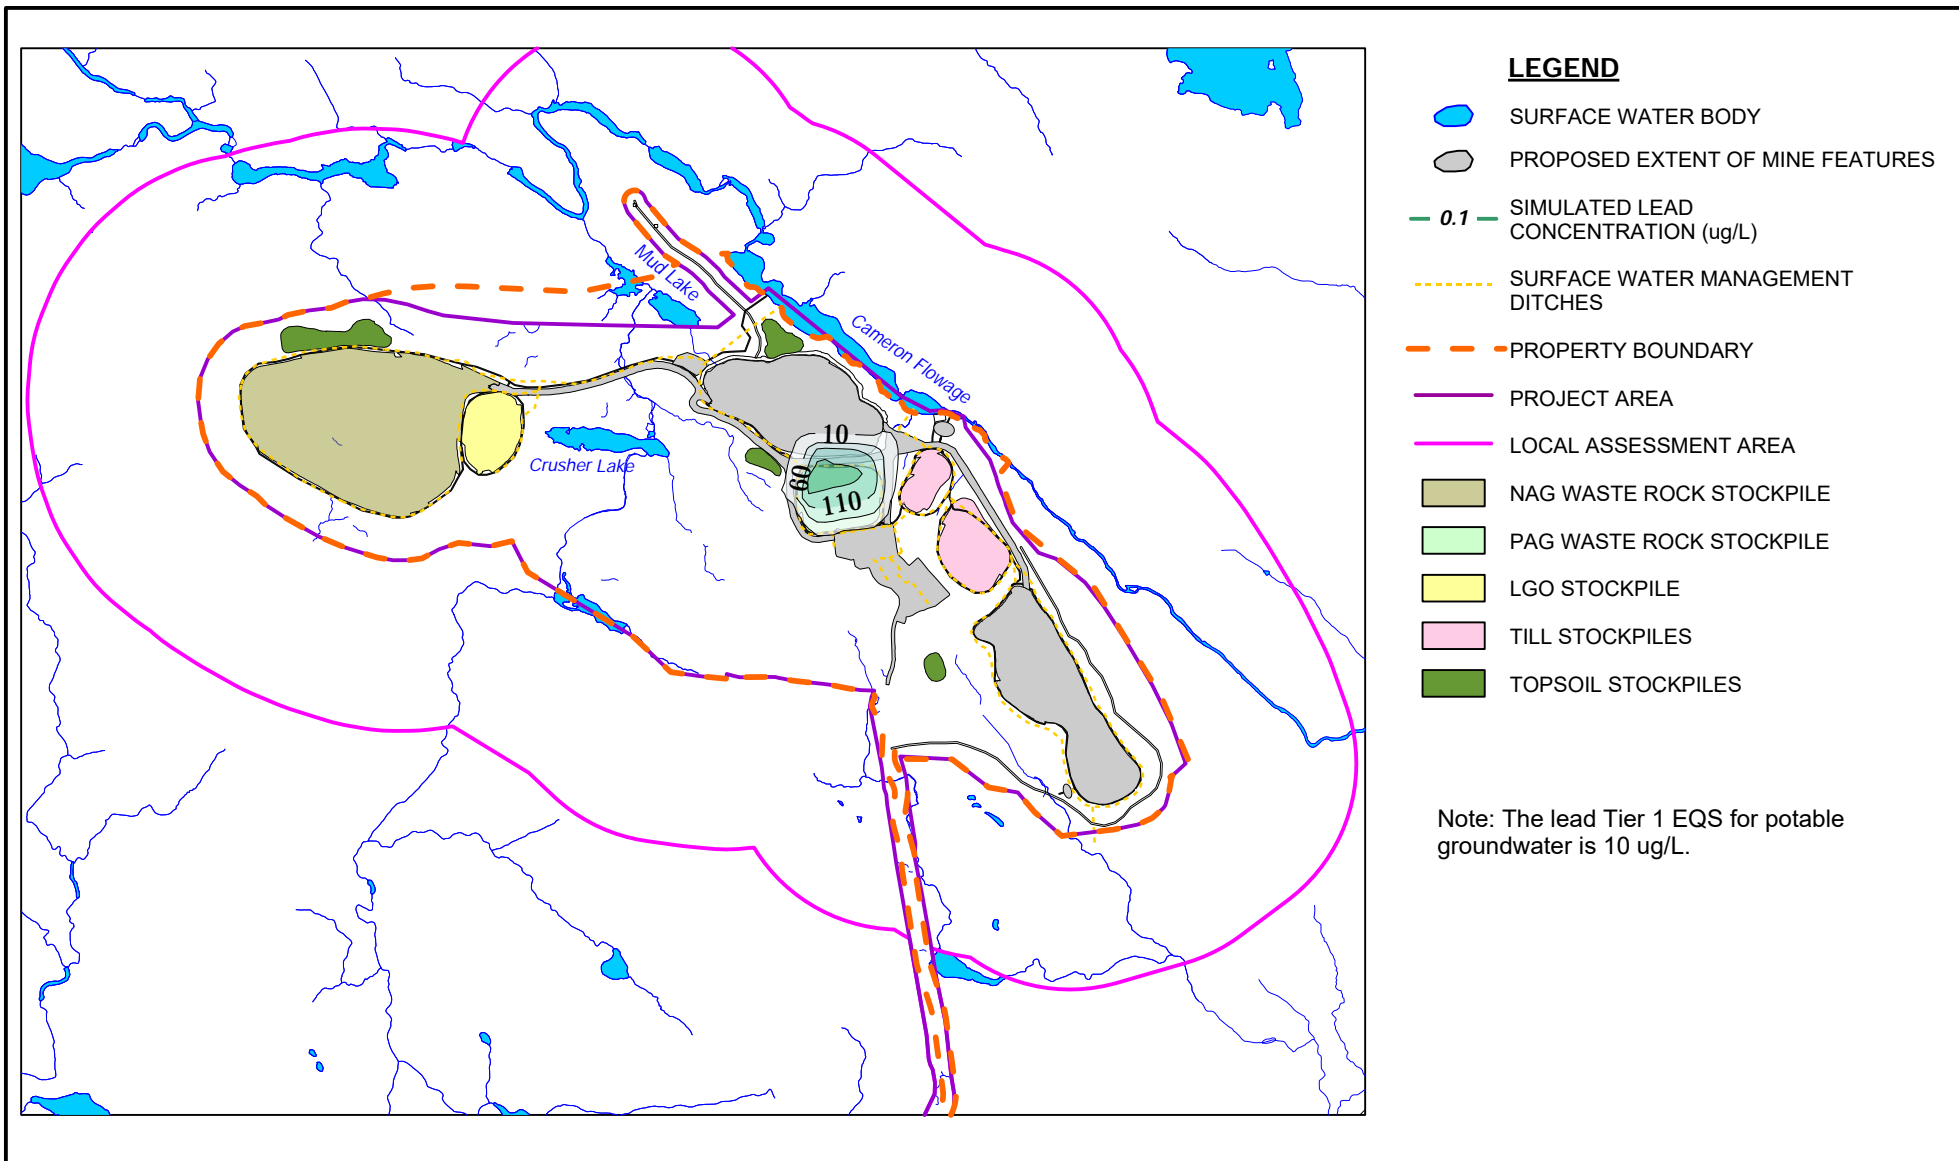 Mud Lake
Cameron Flowage
Crusher Lake
10
60
110
LEGEND
SURFACE WATER BODY
PROPOSED EXTENT OF MINE FEATURES
0.1
SIMULATED LEAD
CONCENTRATION (ug/L)
SURFACE WATER MANAGEMENT
DITCHES
PROPERTY BOUNDARY
PROJECT AREA
LOCAL ASSESSMENT AREA
NAG WASTE ROCK STOCKPILE
PAG WASTE ROCK STOCKPILE
LGO STOCKPILE
TILL STOCKPILES
TOPSOIL STOCKPILES
Note: The lead Tier 1 EQS for potable
groundwater is 10 ug/L.